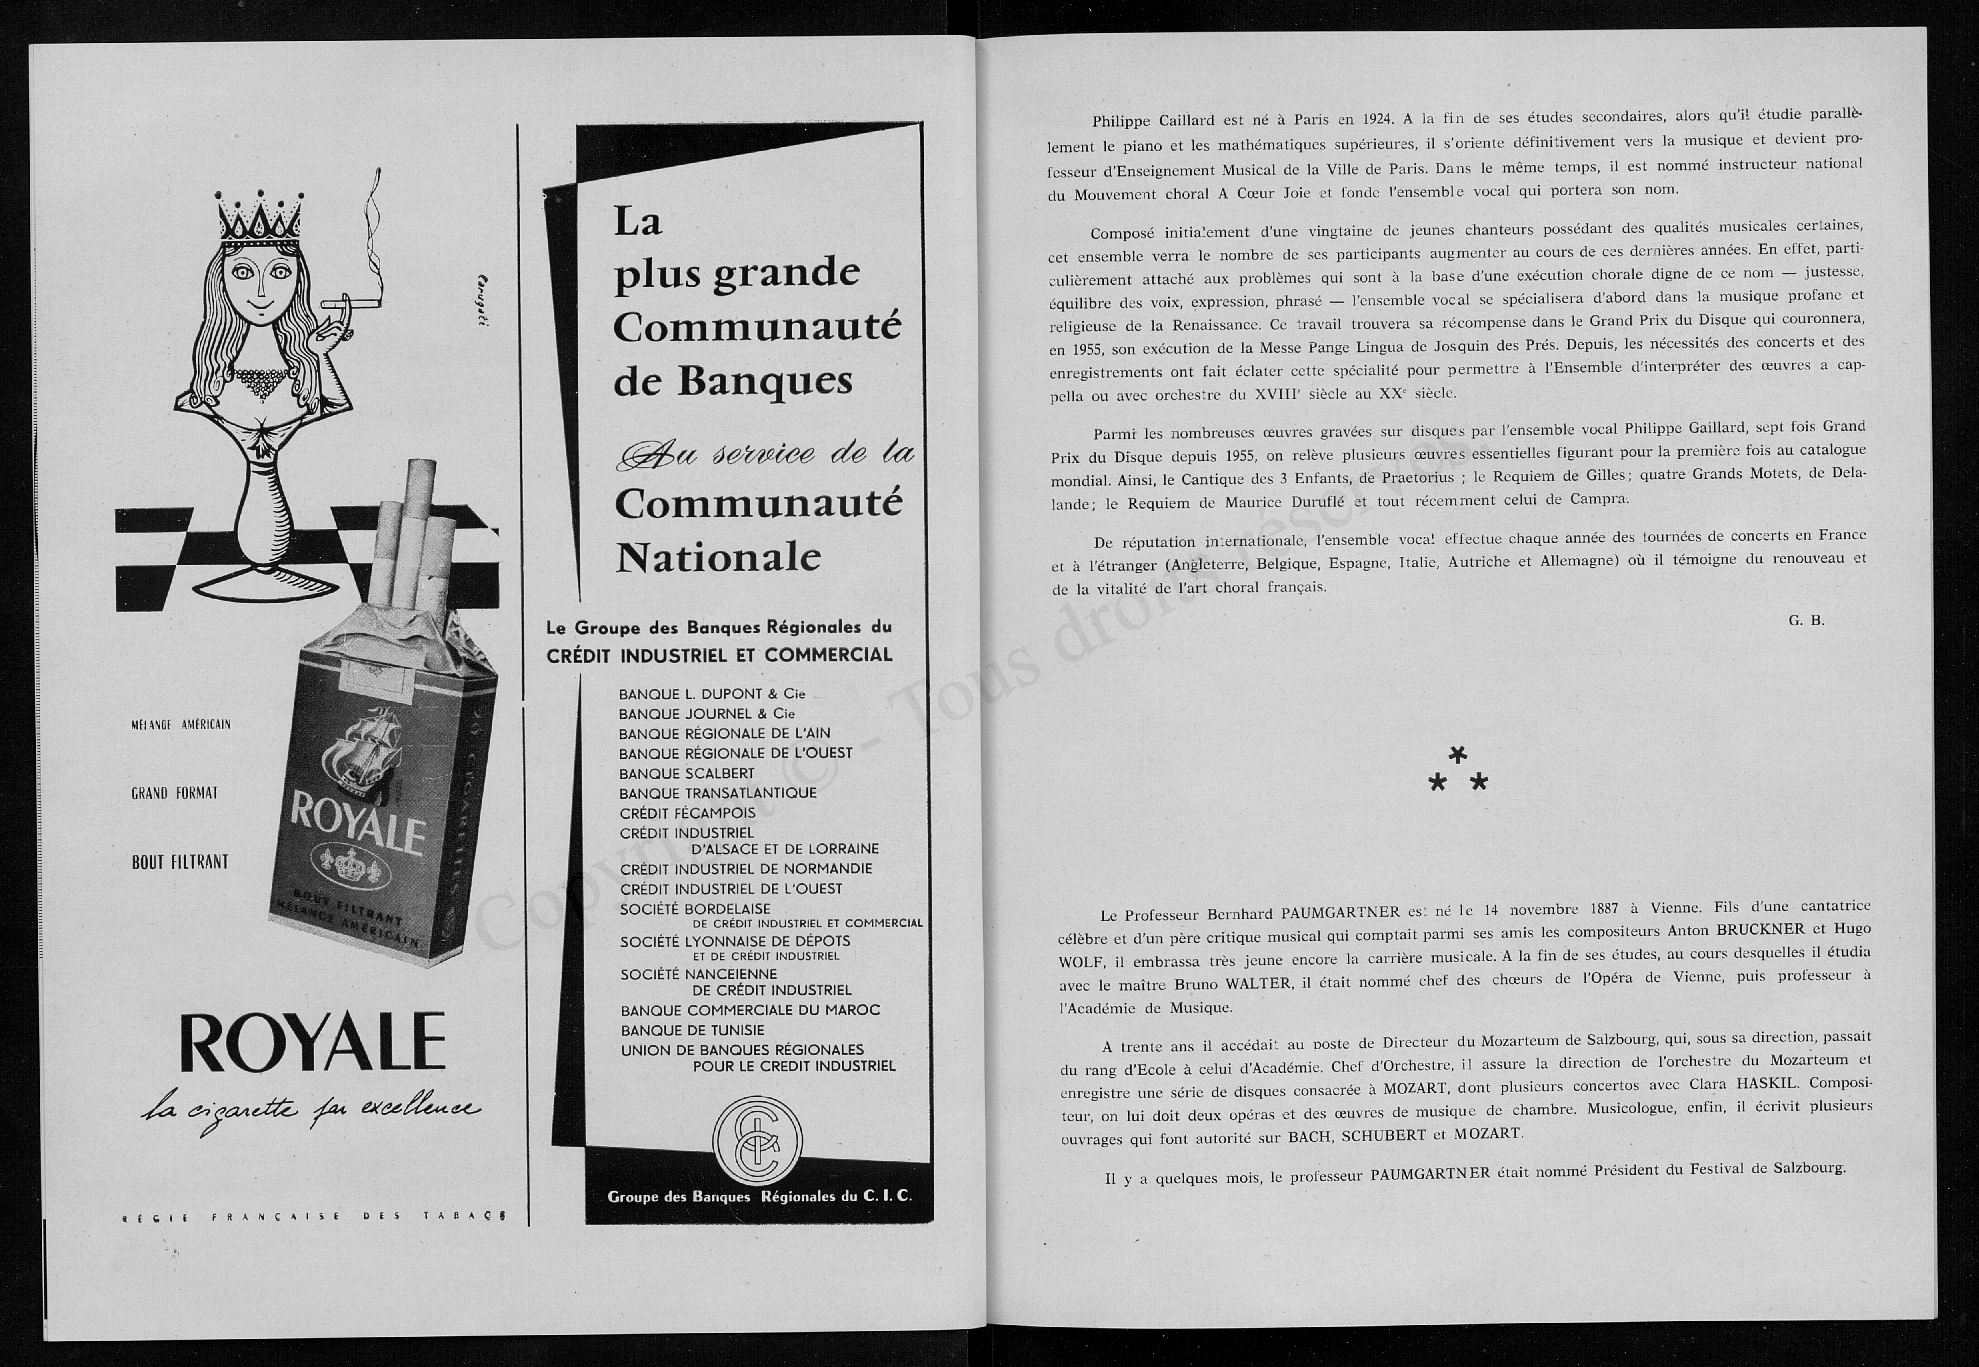 Carugati
MÉLANGE AMÉRICAIN
GRAND FORMAT
BOUT FILTRANT
20 CIGARETTES
ROYALE
BOUT FILTRANT
MÉLANGE AMÉRICAIN
ROYALE
la cigarette par excellence
RÉGIE FRANÇAISE DES TABACS
La
plus grande
Communauté
de Banques
Au service de la
Communauté
Nationale
Le Groupe des Banques Régionales du
CRÉDIT INDUSTRIEL ET COMMERCIAL
BANQUE L. DUPONT & Cie
BANQUE JOURNEL & Cie
BANQUE RÉGIONALE DE L'AIN
BANQUE RÉGIONALE DE L'OUEST
BANQUE SCALBERT
BANQUE TRANSATLANTIQUE
CRÉDIT FÉCAMPOIS
CRÉDIT INDUSTRIEL
D'ALSACE ET DE LORRAINE
CRÉDIT INDUSTRIEL DE NORMANDIE
CRÉDIT INDUSTRIEL DE L'OUEST
SOCIÉTÉ BORDELAISE
DE CRÉDIT INDUSTRIEL ET COMMERCIAL
SOCIÉTÉ LYONNAISE DE DÉPOTS
ET DE CRÉDIT INDUSTRIEL
SOCIÉTÉ NANCEIENNE
DE CRÉDIT INDUSTRIEL
BANQUE COMMERCIALE DU MAROC
BANQUE DE TUNISIE
UNION DE BANQUES RÉGIONALES
POUR LE CREDIT INDUSTRIEL
CIC
Groupe des Banques Régionales du C. I. C.
Philippe Caillard est né à Paris en 1924. A la fin de ses études secondaires, alors qu'il étudie parallè-
lement le piano et les mathématiques supérieures, il s'oriente définitivement vers la musique et devient pro-
fesseur d'Enseignement Musical de la Ville de Paris. Dans le même temps, il est nommé instructeur national
du Mouvement choral A Cœur Joie et fonde l'ensemble vocal qui portera son nom.
Composé initialement d'une vingtaine de jeunes chanteurs possédant des qualités musicales certaines,
cet ensemble verra le nombre de ses participants augmenter au cours de ces dernières années. En effet, parti-
culièrement attaché aux problèmes qui sont à la base d'une exécution chorale digne de ce nom — justesse,
équilibre des voix, expression, phrasé — l'ensemble vocal se spécialisera d'abord dans la musique profane et
religieuse de la Renaissance. Ce travail trouvera sa récompense dans le Grand Prix du Disque qui couronnera,
en 1955, son exécution de la Messe Pange Lingua de Josquin des Prés. Depuis, les nécessités des concerts et des
enregistrements ont fait éclater cette spécialité pour permettre à l'Ensemble d'interpréter des œuvres a cap-
pella ou avec orchestre du XVIIIe siècle au XXe siècle.
Parmi les nombreuses œuvres gravées sur disques par l'ensemble vocal Philippe Gaillard, sept fois Grand
Prix du Disque depuis 1955, on relève plusieurs œuvres essentielles figurant pour la première fois au catalogue
mondial. Ainsi, le Cantique des 3 Enfants, de Praetorius ; le Requiem de Gilles; quatre Grands Motets, de Dela-
lande; le Requiem de Maurice Duruflé et tout récemment celui de Campra.
De réputation internationale, l'ensemble vocal effectue chaque année des tournées de concerts en France
et à l'étranger (Angleterre, Belgique, Espagne, Italie, Autriche et Allemagne) où il témoigne du renouveau et
de la vitalité de l'art choral français.
G. B.
*
* *
Le Professeur Bernhard PAUMGARTNER est né le 14 novembre 1887 à Vienne. Fils d'une cantatrice
célèbre et d'un père critique musical qui comptait parmi ses amis les compositeurs Anton BRUCKNER et Hugo
WOLF, il embrassa très jeune encore la carrière musicale. A la fin de ses études, au cours desquelles il étudia
avec le maître Bruno WALTER, il était nommé chef des chœurs de l'Opéra de Vienne, puis professeur à
l'Académie de Musique.
A trente ans il accédait au poste de Directeur du Mozarteum de Salzbourg, qui, sous sa direction, passait
du rang d'Ecole à celui d'Académie. Chef d'Orchestre, il assure la direction de l'orchestre du Mozarteum et
enregistre une série de disques consacrée à MOZART, dont plusieurs concertos avec Clara HASKIL. Composi-
teur, on lui doit deux opéras et des œuvres de musique de chambre. Musicologue, enfin, il écrivit plusieurs
ouvrages qui font autorité sur BACH, SCHUBERT et MOZART.
Il y a quelques mois, le professeur PAUMGARTNER était nommé Président du Festival de Salzbourg.
Copyright © - Tous droits réservés.